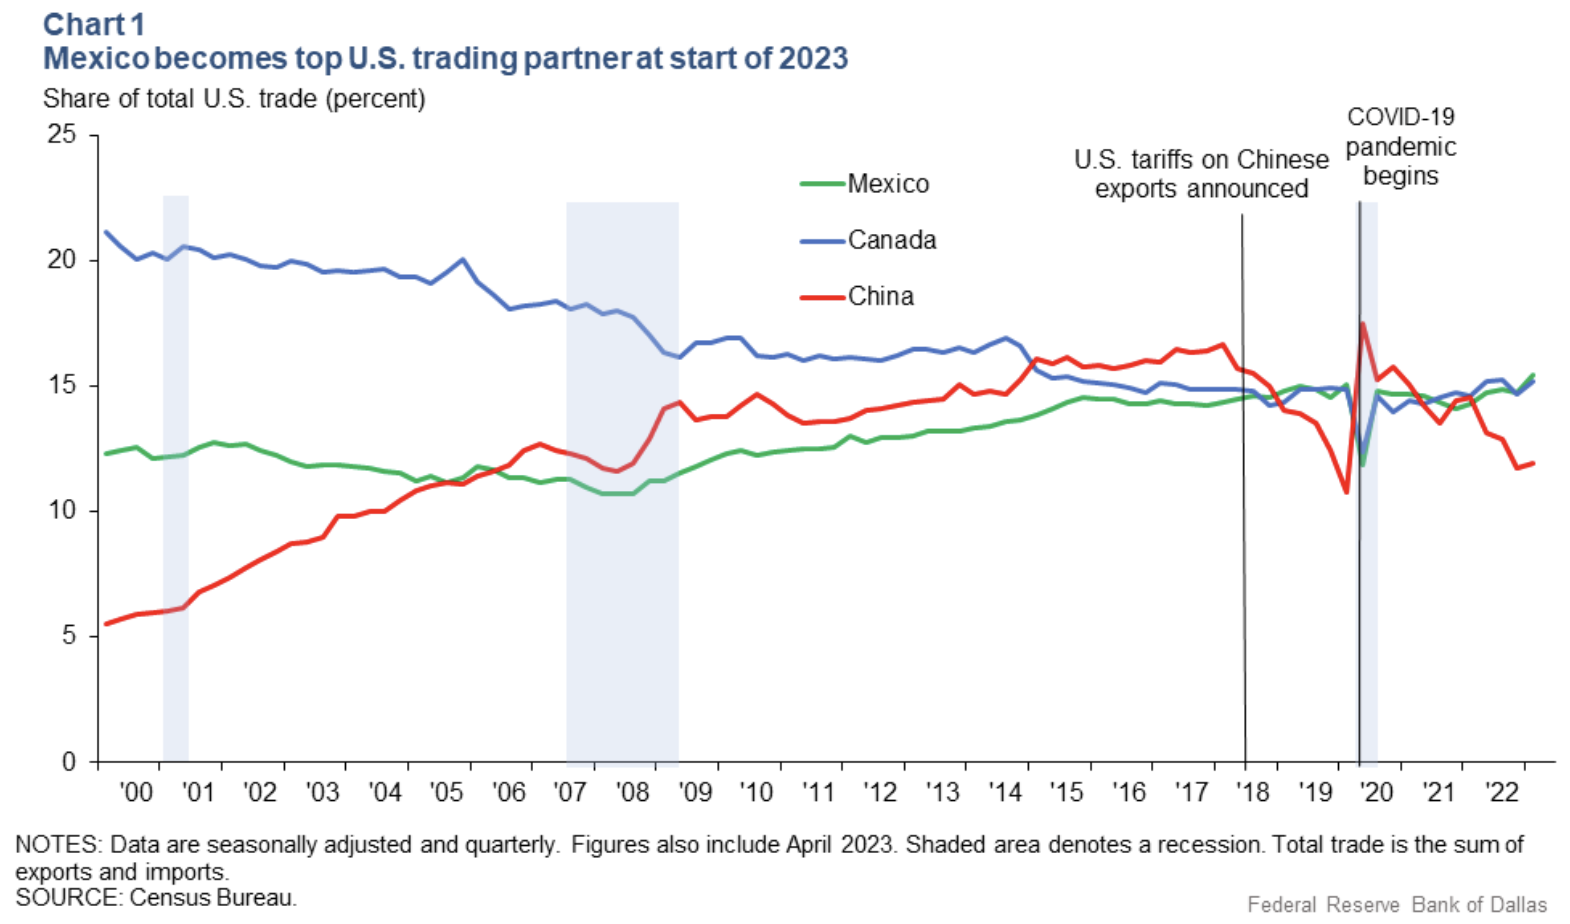 Chart 1
Mexico becomes top U.S. trading partner at start of 2023
Share of total U.S. trade (percent)
25
20
15
10
5
0
Mexico
Canada
China
U.S. tariffs on Chinese
exports announced
COVID-19
pandemic
begins
'00 '01 '02 '03 '04 '05 '06 '07 '08 '09 '10 '11 '12 '13 '14 '15 '16 '17 '18 '19 '20 '21 '22
NOTES: Data are seasonally adjusted and quarterly. Figures also include April 2023. Shaded area denotes a recession. Total trade is the sum of
exports and imports.
SOURCE: Census Bureau.
Federal Reserve Bank of Dallas